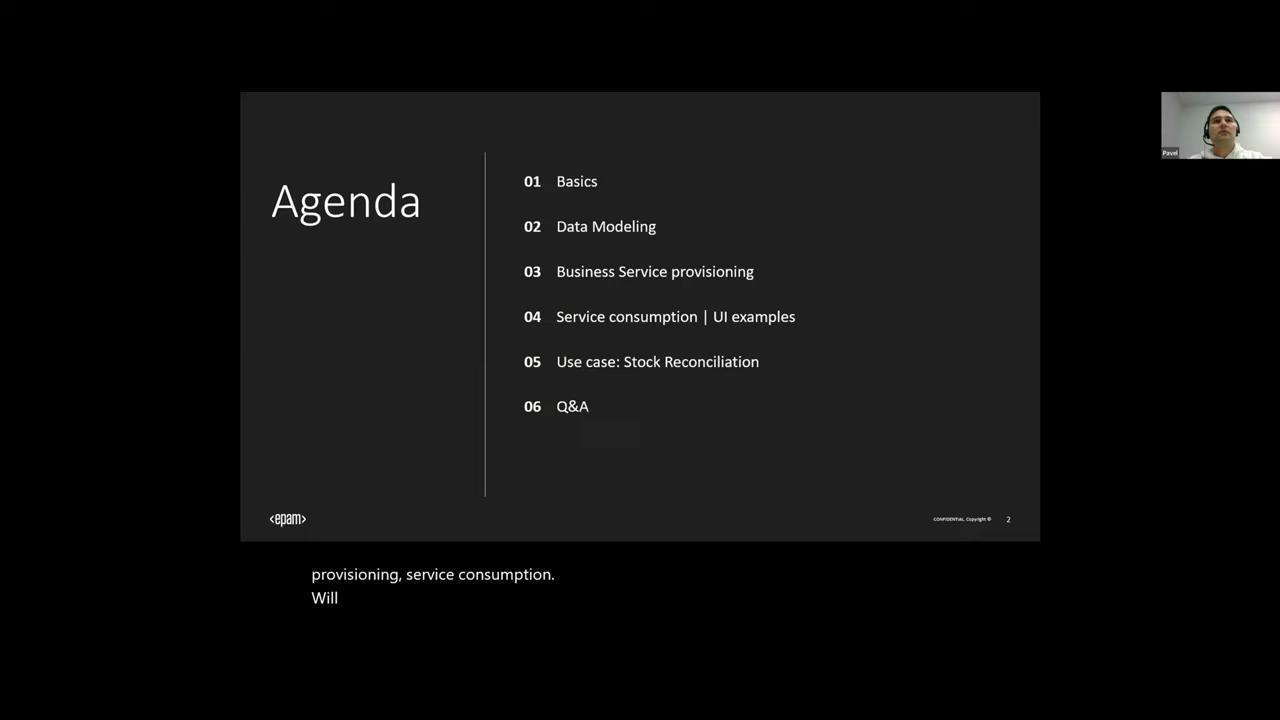 Agenda
01 Basics
02 Data Modeling
03 Business Service provisioning
04 Service consumption | UI examples
05 Use case: Stock Reconciliation
06 Q&A
<epam>
CONFIDENTIAL. Copyright © 2
Pavel
provisioning, service consumption.
Will